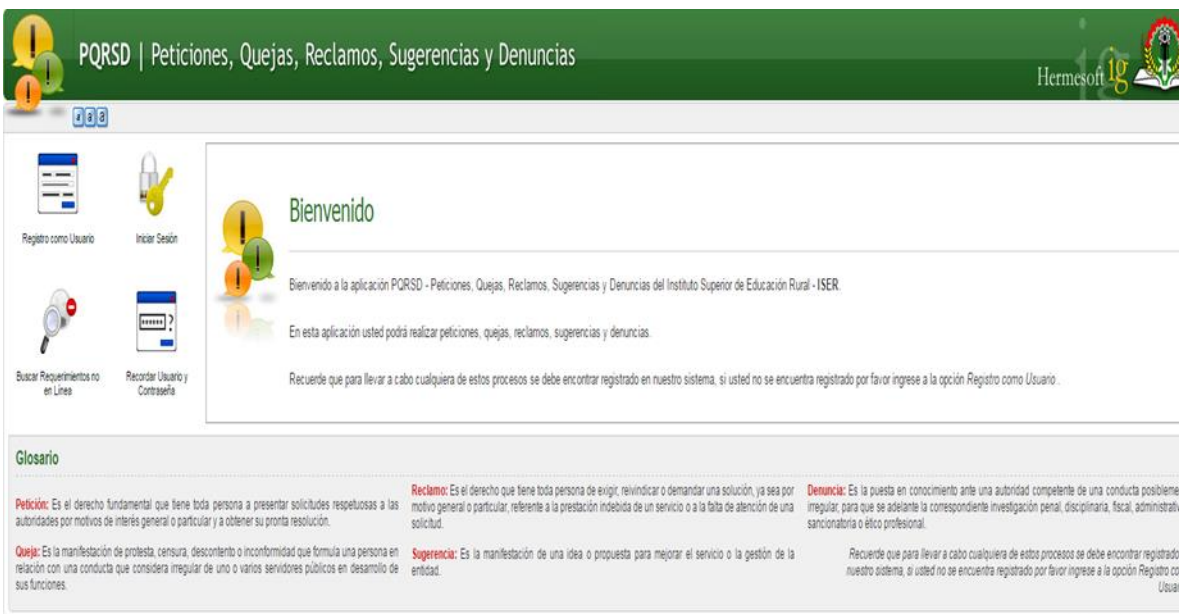 PQRSD | Peticiones, Quejas, Reclamos, Sugerencias y Denuncias
Hermesoft ig
a a a
Registro como Usuario
Iniciar Sesión
Buscar Requerimientos no
en Línea
Recordar Usuario y
Contraseña
Bienvenido
Bienvenido a la aplicación PQRSD - Peticiones, Quejas, Reclamos, Sugerencias y Denuncias del Instituto Superior de Educación Rural - ISER.
En esta aplicación usted podrá realizar peticiones, quejas, reclamos, sugerencias y denuncias.
Recuerde que para llevar a cabo cualquiera de estos procesos se debe encontrar registrado en nuestro sistema, si usted no se encuentra registrado por favor ingrese a la opción Registro como Usuario .
Glosario
Petición: Es el derecho fundamental que tiene toda persona a presentar solicitudes respetuosas a las
autoridades por motivos de interés general o particular y a obtener su pronta resolución.
Queja: Es la manifestación de protesta, censura, descontento o inconformidad que formula una persona en
relación con una conducta que considera irregular de uno o varios servidores públicos en desarrollo de
sus funciones.
Reclamo: Es el derecho que tiene toda persona de exigir, reivindicar o demandar una solución, ya sea por
motivo general o particular, referente a la prestación indebida de un servicio o a la falta de atención de una
solicitud.
Sugerencia: Es la manifestación de una idea o propuesta para mejorar el servicio o la gestión de la
entidad.
Denuncia: Es la puesta en conocimiento ante una autoridad competente de una conducta posibleme
irregular, para que se adelante la correspondiente investigación penal, disciplinaria, fiscal, administrativ
sancionatoria o ético profesional.
Recuerde que para llevar a cabo cualquiera de estos procesos se debe encontrar registrado
nuestro sistema, si usted no se encuentra registrado por favor ingrese a la opción Registro co
Usuar